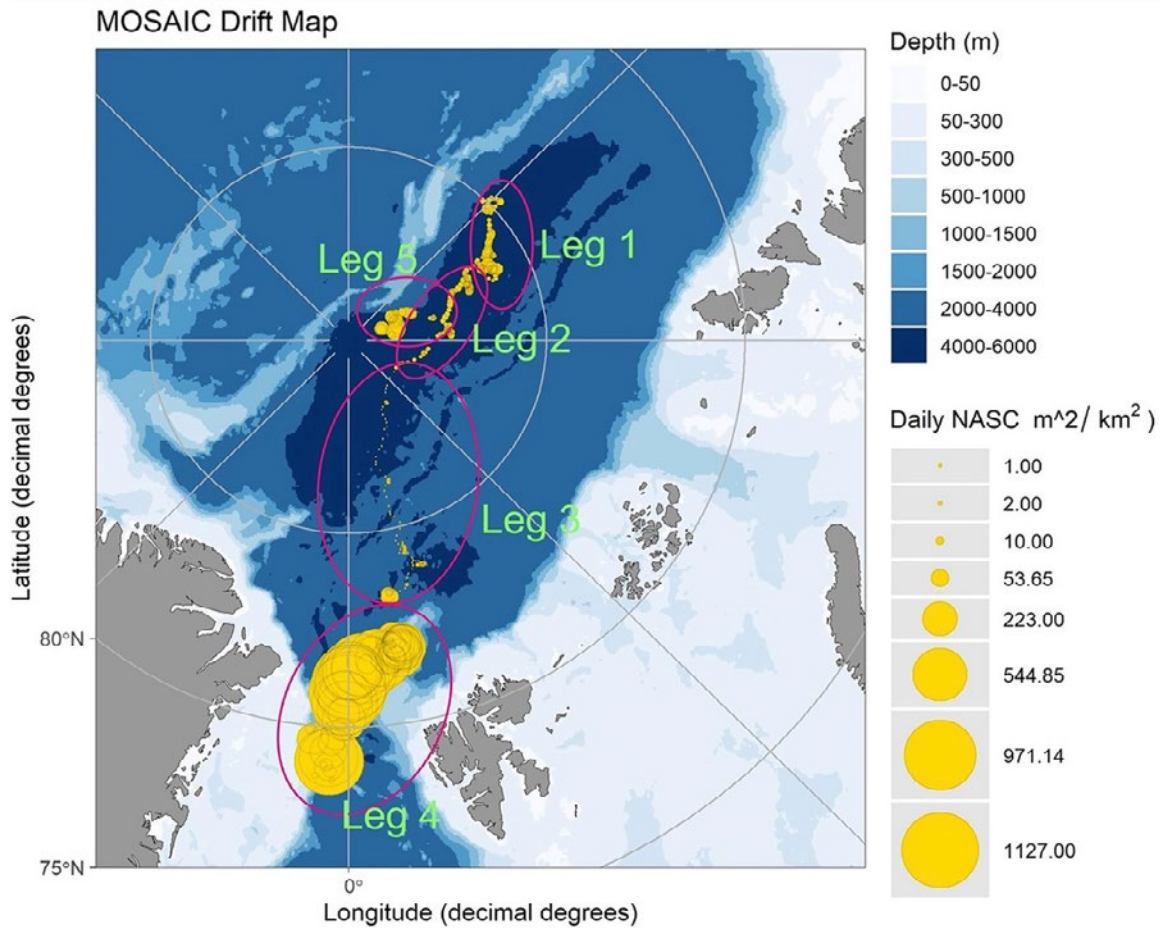 MOSAIC Drift Map
Leg 1
Leg 5
Leg 2
Leg 3
Leg 4
Latitude (decimal degrees)
80°N
75°N
0°
Longitude (decimal degrees)
Depth (m)
0-50
50-300
300-500
500-1000
1000-1500
1500-2000
2000-4000
4000-6000
Daily NASC m^2/ km² )
1.00
2.00
10.00
53.65
223.00
544.85
971.14
1127.00